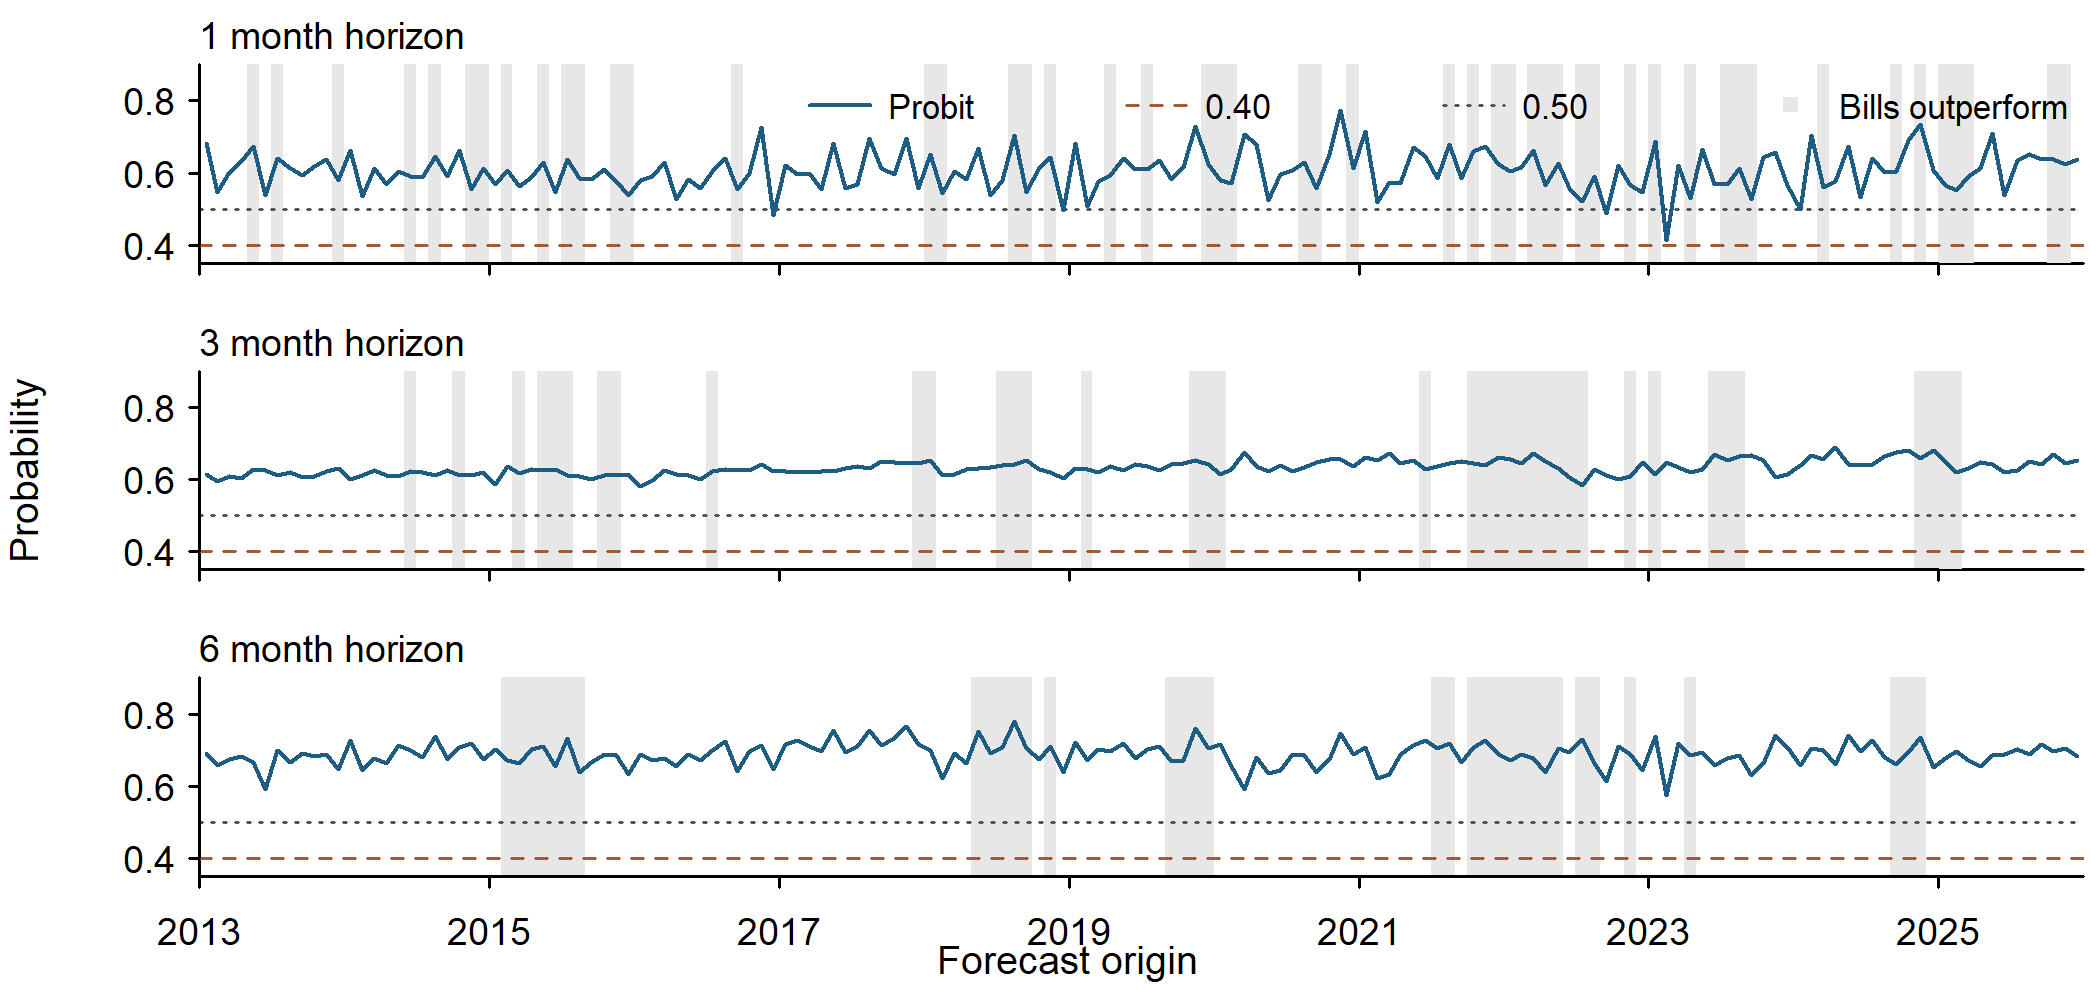 1 month horizon
0.8
0.6
0.4
Probit
0.40
0.50
Bills outperform
3 month horizon
0.8
0.6
0.4
Probability
6 month horizon
0.8
0.6
0.4
2013 2015 2017 2019 2021 2023 2025
Forecast origin